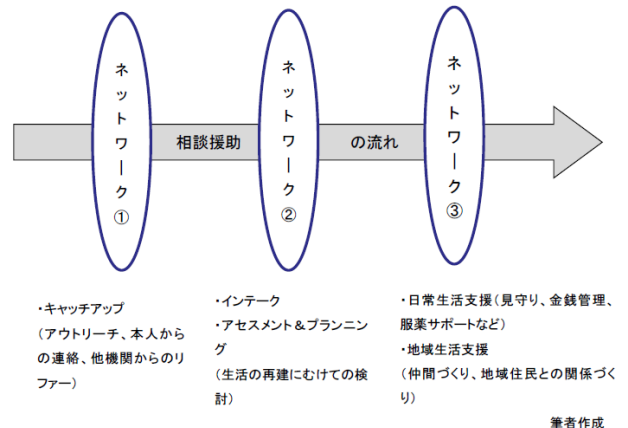 ネットワーク①
相談援助
ネットワーク②
の流れ
ネットワーク③
・キャッチアップ
(アウトリーチ、本人から
の連絡、他機関からのリ
ファー)
・インテーク
・アセスメント＆プランニン
グ
(生活の再建にむけての検
討)
・日常生活支援(見守り、金銭管理、
服薬サポートなど)
・地域生活支援
(仲間づくり、地域住民との関係づく
り)
筆者作成